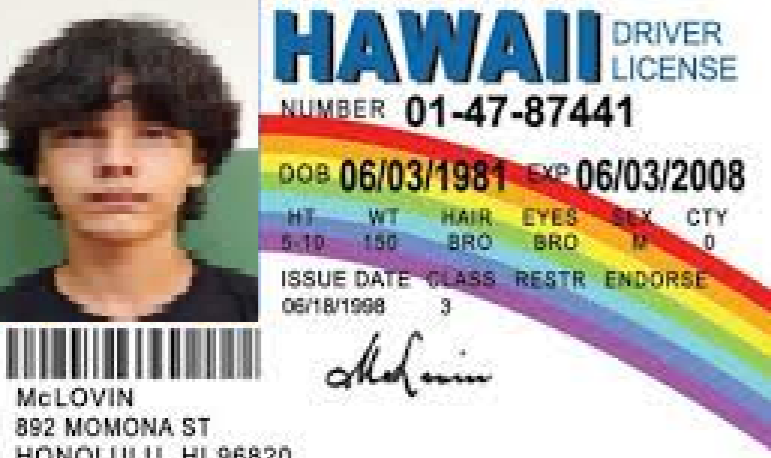 HAWAII DRIVER LICENSE
NUMBER 01-47-87441
DOB 06/03/1981 EXP 06/03/2008
HT WT HAIR EYES SEX CTY
5-10 150 BRO BRO M 0
ISSUE DATE CLASS RESTR ENDORSE
06/18/1998 3
McLovin
McLOVIN
892 MOMONA ST
HONOLULU, HI 96820